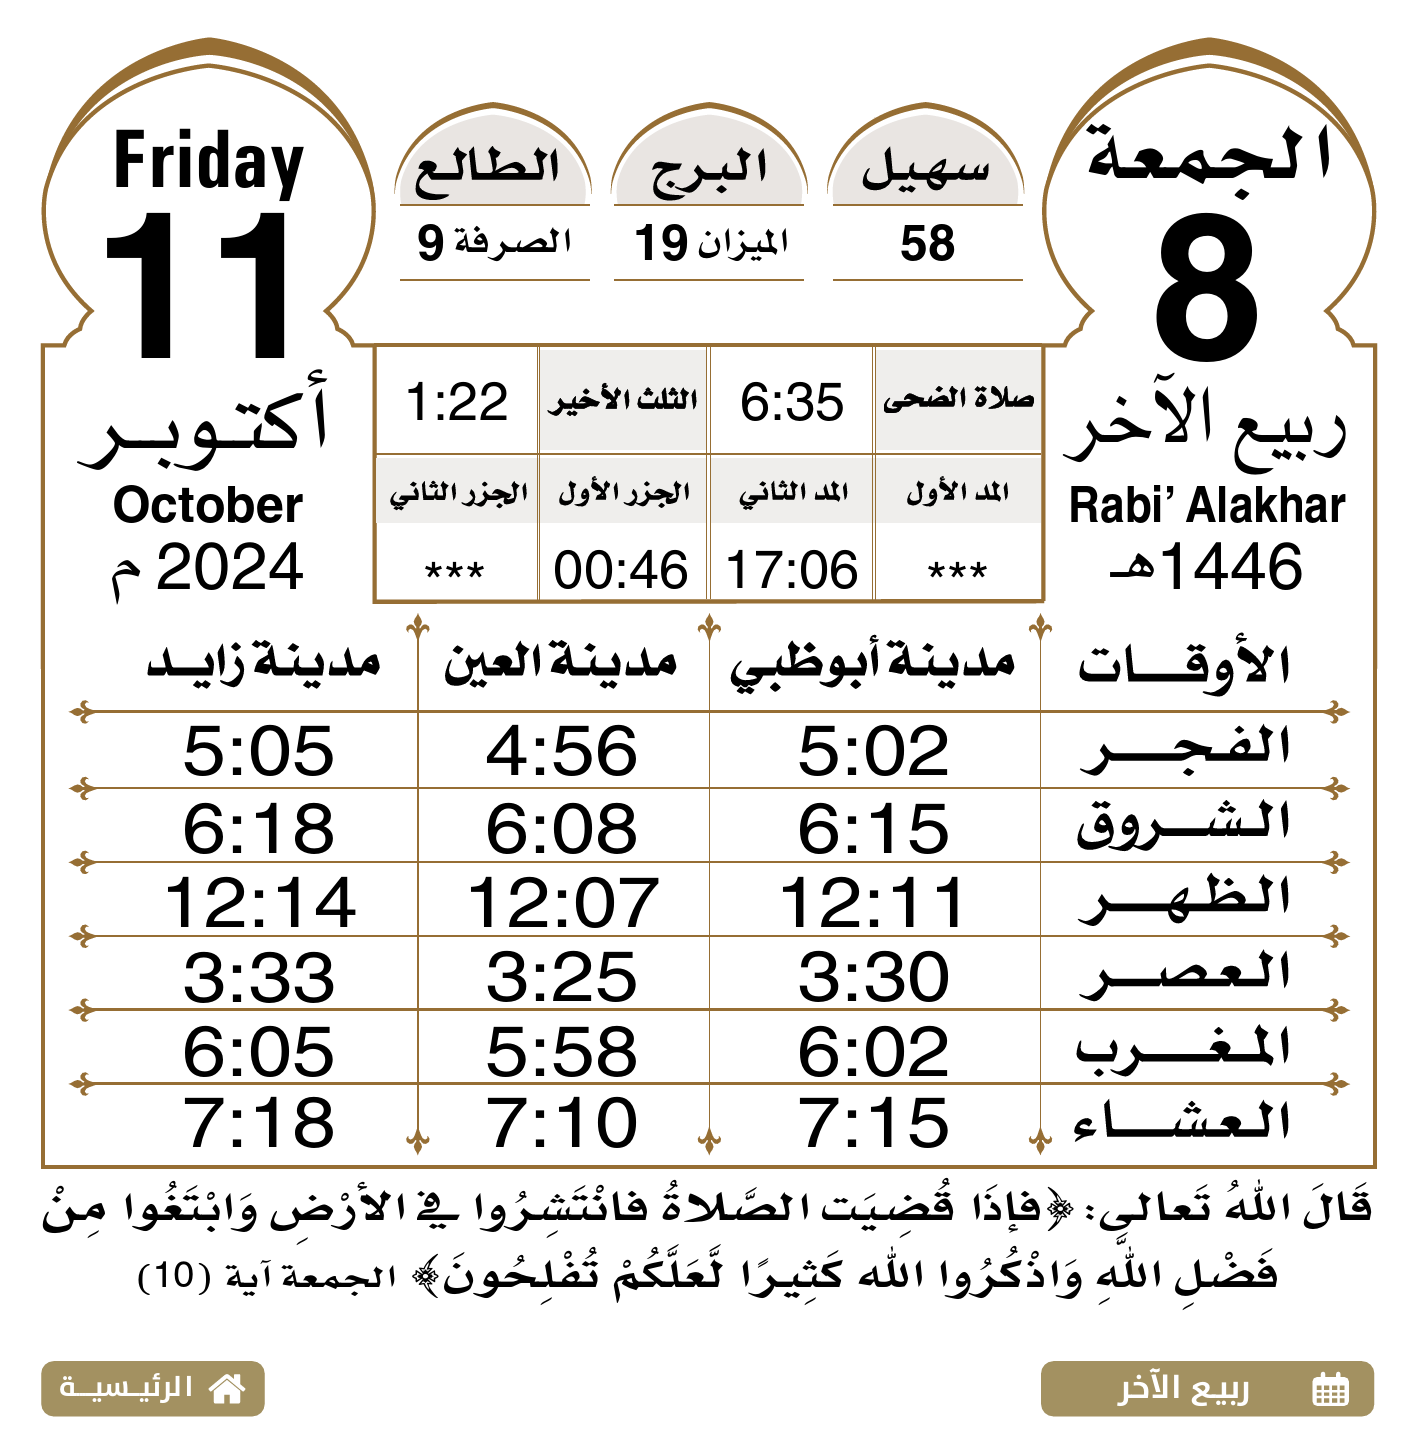 الجمعة
8
ربيع الآخر
Rabi’ Alakhar
1446هـ
سهيل
58
البرج
الميزان 19
الطالع
الصرفة 9
Friday
11
أكتوبر
October
2024 م
صلاة الضحى 6:35 الثلث الأخير 1:22
المد الأول المد الثاني الجزر الأول الجزر الثاني
*** 17:06 00:46 ***
الأوقات مدينة أبوظبي مدينة العين مدينة زايد
الفجر 5:02 4:56 5:05
الشروق 6:15 6:08 6:18
الظهر 12:11 12:07 12:14
العصر 3:30 3:25 3:33
المغرب 6:02 5:58 6:05
العشاء 7:15 7:10 7:18
قَالَ اللهُ تَعالى: ﴿فإذَا قُضِيَت الصَّلاةُ فانْتَشِرُوا في الأرْضِ وَابْتَغُوا مِنْ
فَضْلِ اللَّهِ وَاذْكُرُوا الله كَثِيرًا لَّعَلَّكُمْ تُفْلِحُونَ﴾ الجمعة آية (10)
ربيع الآخر
الرئيسية